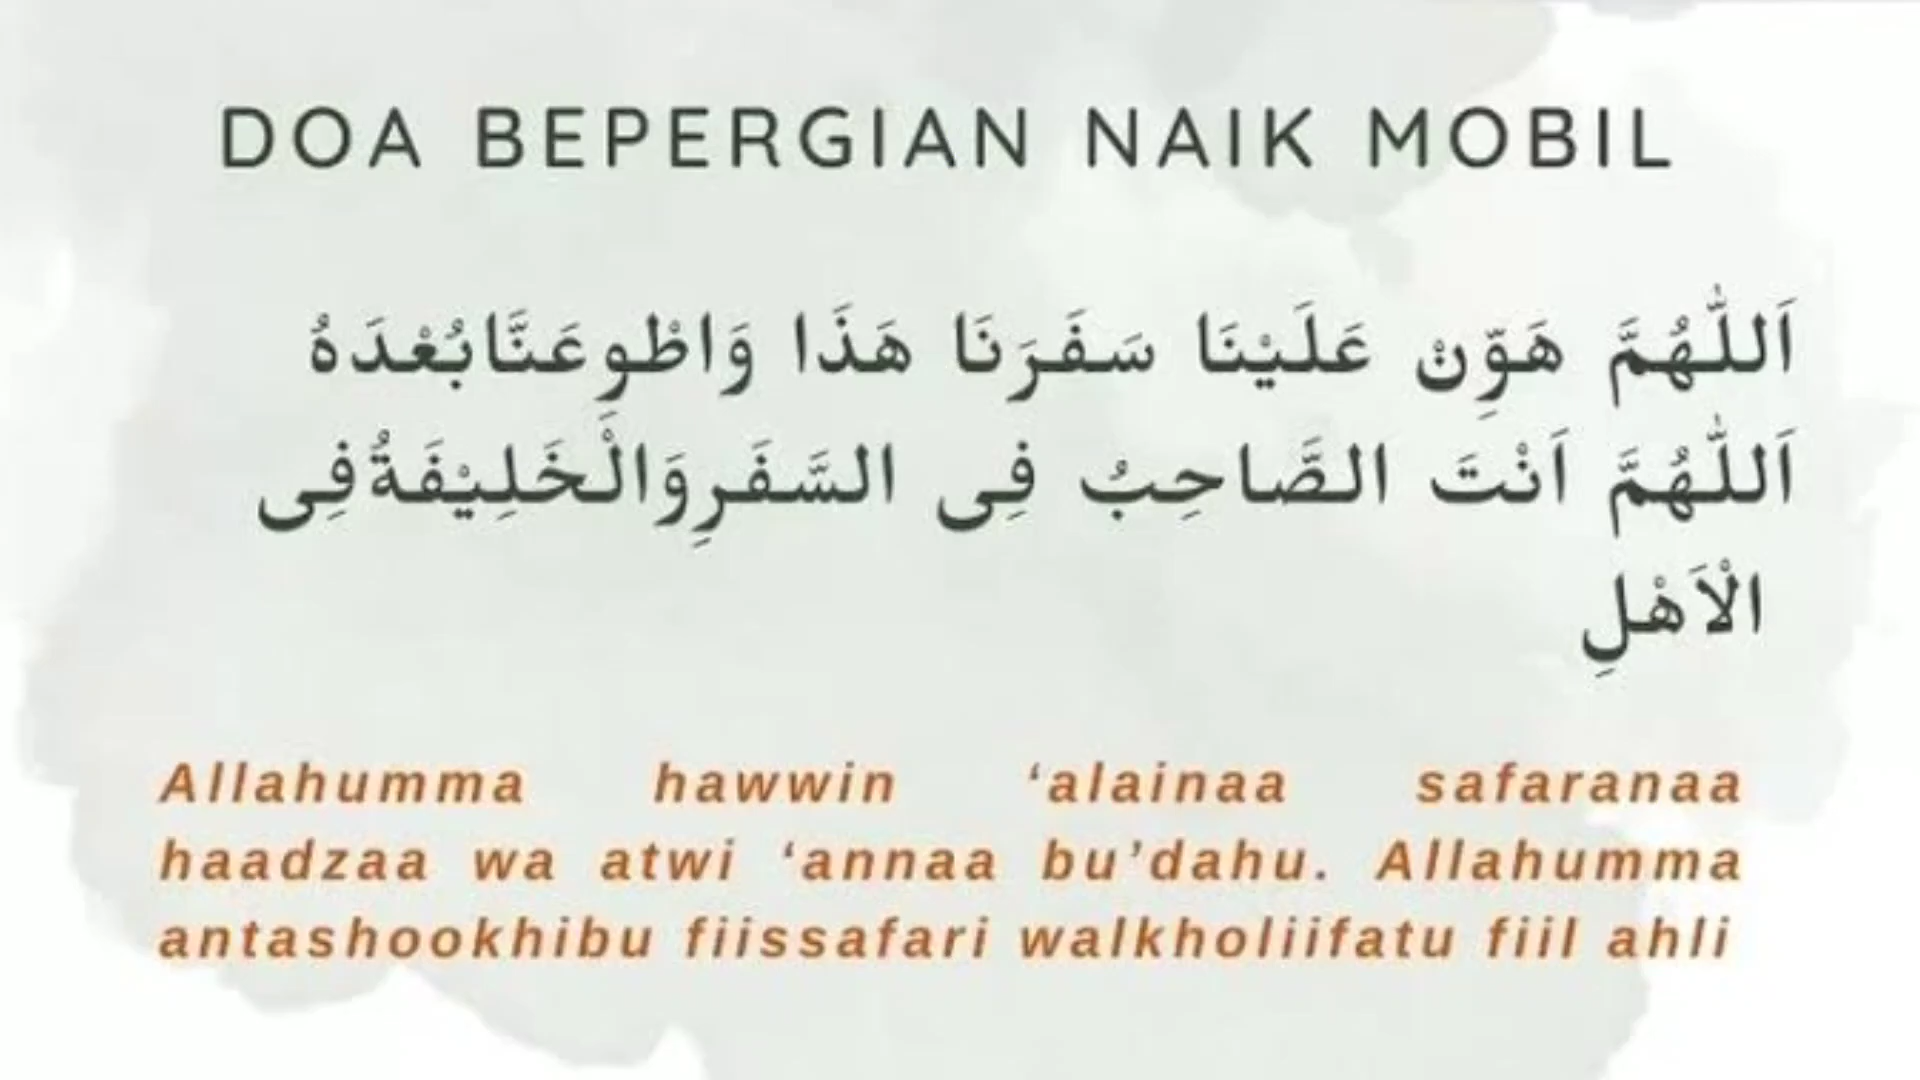 DOA BEPERGIAN NAIK MOBIL
اَللّٰهُمَّ هَوِّنْ عَلَيْنَا سَفَرَنَا هَذَا وَاطْوِعَنَّابُعْدَهُ
اَللّٰهُمَّ اَنْتَ الصَّاحِبُ فِى السَّفَرِوَالْخَلِيْفَةُفِى
الْاَهْلِ
Allahumma hawwin ‘alainaa safaranaa
haadzaa wa atwi ‘annaa bu’dahu. Allahumma
antashookhibu fiissafari walkholiifatu fiil ahli